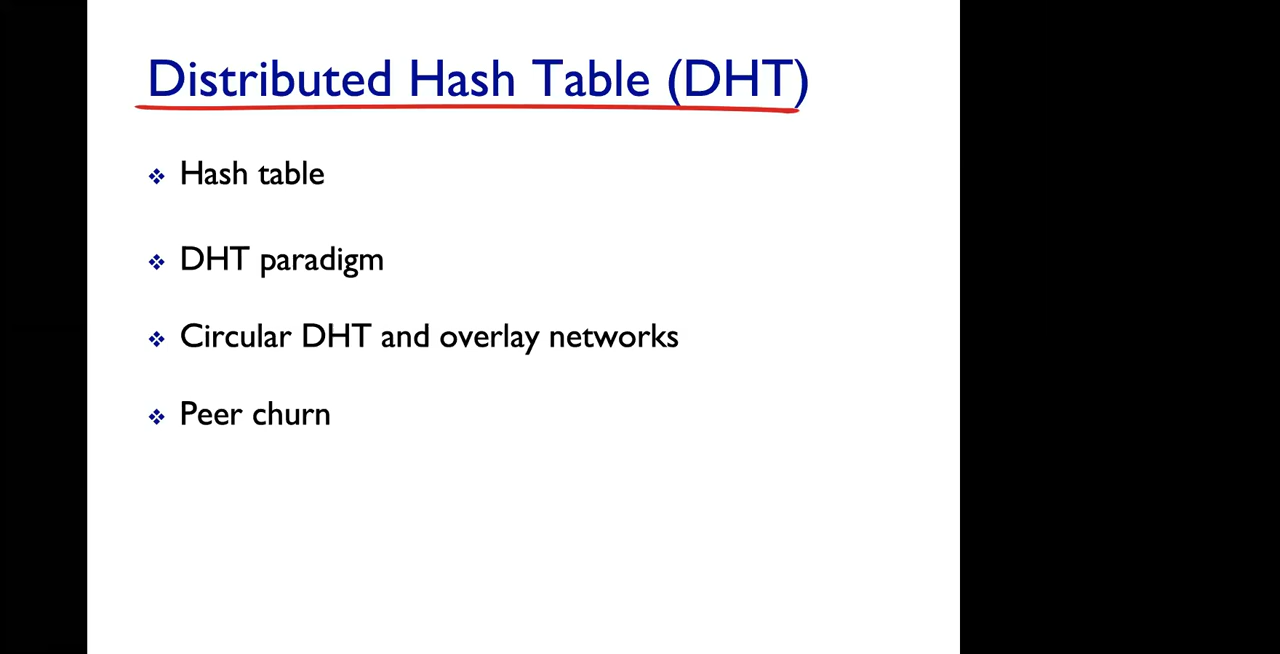 Distributed Hash Table (DHT)
Hash table
DHT paradigm
Circular DHT and overlay networks
Peer churn